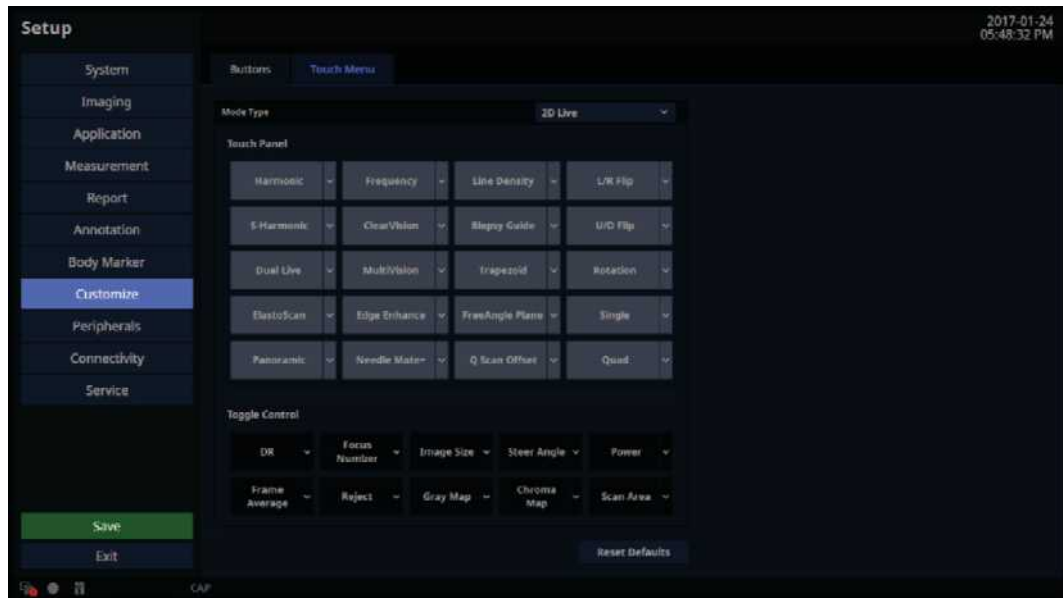 Setup
2017-01-24
05:48:32 PM
System
Imaging
Application
Measurement
Report
Annotation
Body Marker
Customize
Peripherals
Connectivity
Service
Save
Exit
Buttons Touch Menu
Mode Type 2D Live
Touch Panel
Harmonic Frequency Line Density L/R Flip
S-Harmonic ClearVision Biopsy Guide U/D Flip
Dual Live MultiVision Trapezoid Rotation
ElastoScan Edge Enhance FreeAngle Plane Single
Panoramic Needle Mate+ Q Scan Offset Quad
Toggle Control
DR Focus Number Image Size Steer Angle Power
Frame Average Reject Gray Map Chroma Map Scan Area
Reset Defaults
CAP